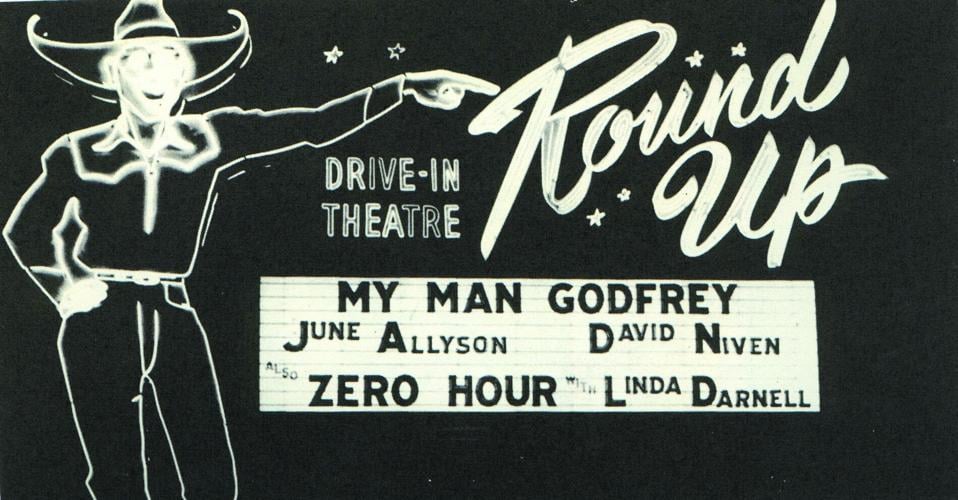 Round
Up
DRIVE-IN
THEATRE
MY MAN GODFREY
JUNE ALLYSON DAVID NIVEN
ALSO ZERO HOUR WITH LINDA DARNELL